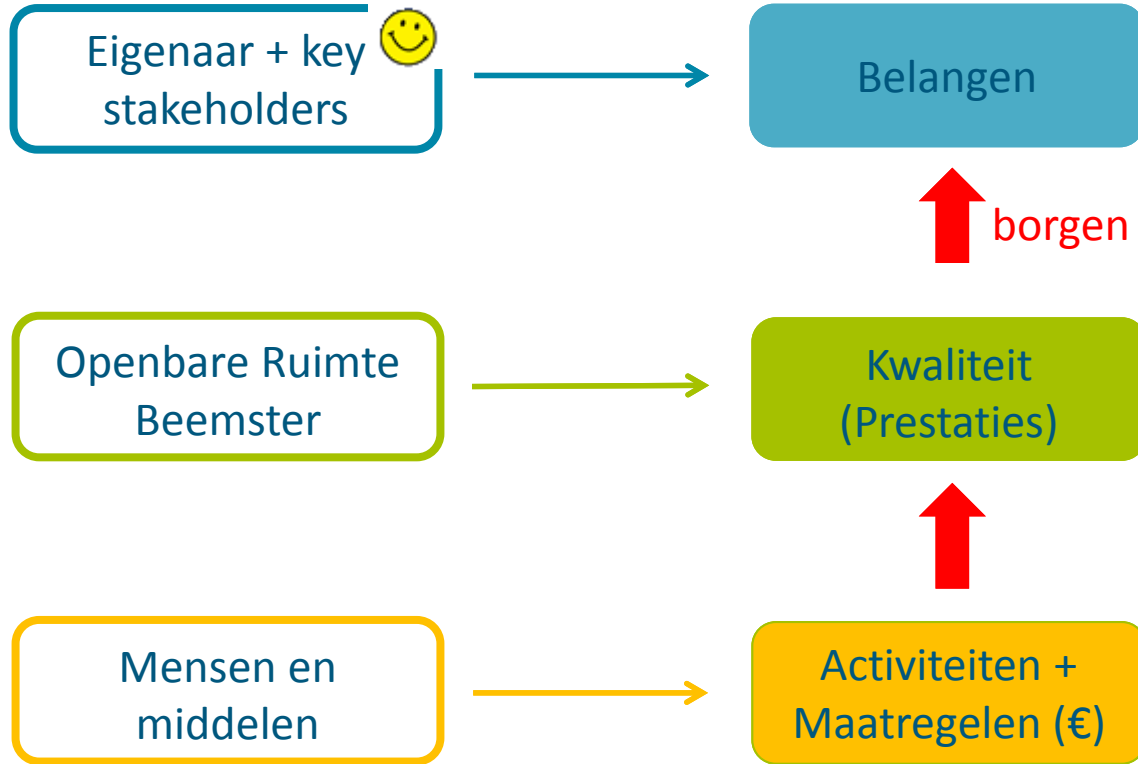 Eigenaar + key
stakeholders
Belangen
borgen
Openbare Ruimte
Beemster
Kwaliteit
(Prestaties)
Mensen en
middelen
Activiteiten +
Maatregelen (€)